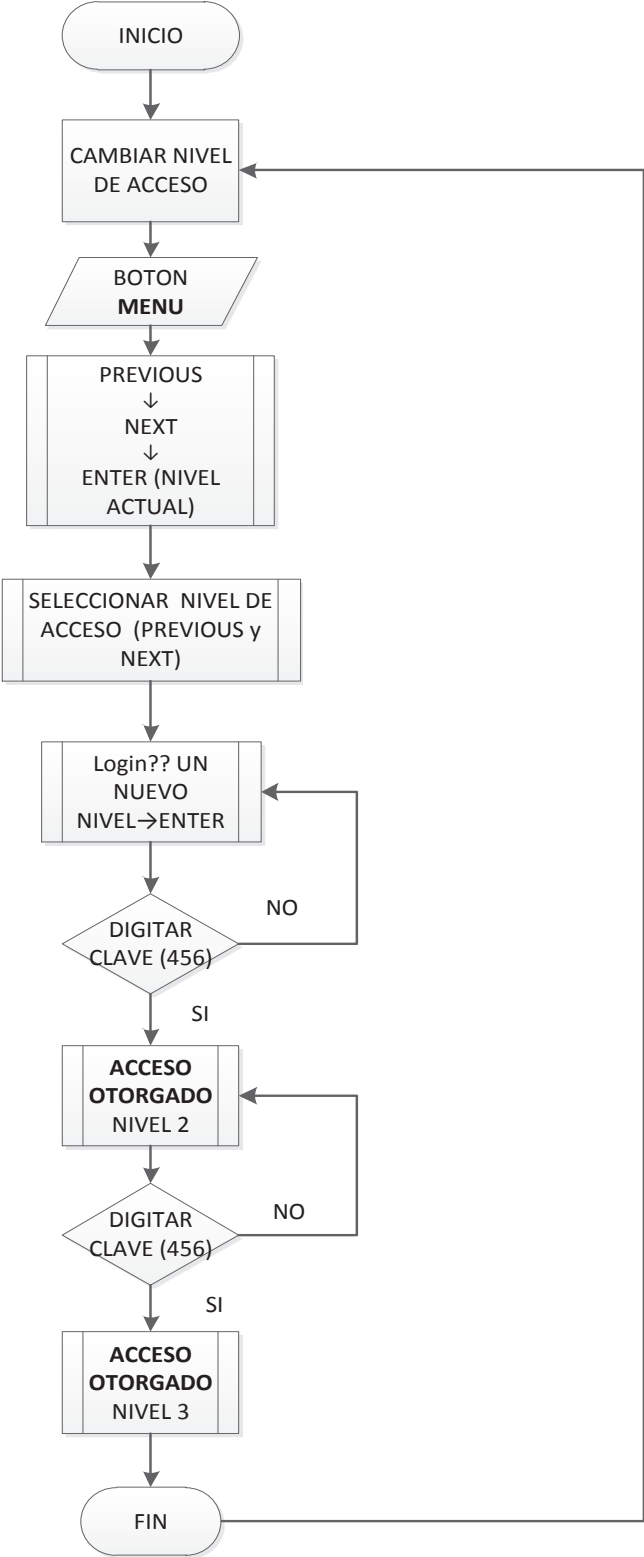 INICIO
CAMBIAR NIVEL
DE ACCESO
BOTON
MENU
PREVIOUS
↓
NEXT
↓
ENTER (NIVEL
ACTUAL)
SELECCIONAR NIVEL DE
ACCESO (PREVIOUS y
NEXT)
Login?? UN
NUEVO
NIVEL→ENTER
DIGITAR
CLAVE (456)
NO
SI
ACCESO
OTORGADO
NIVEL 2
DIGITAR
CLAVE (456)
NO
SI
ACCESO
OTORGADO
NIVEL 3
FIN